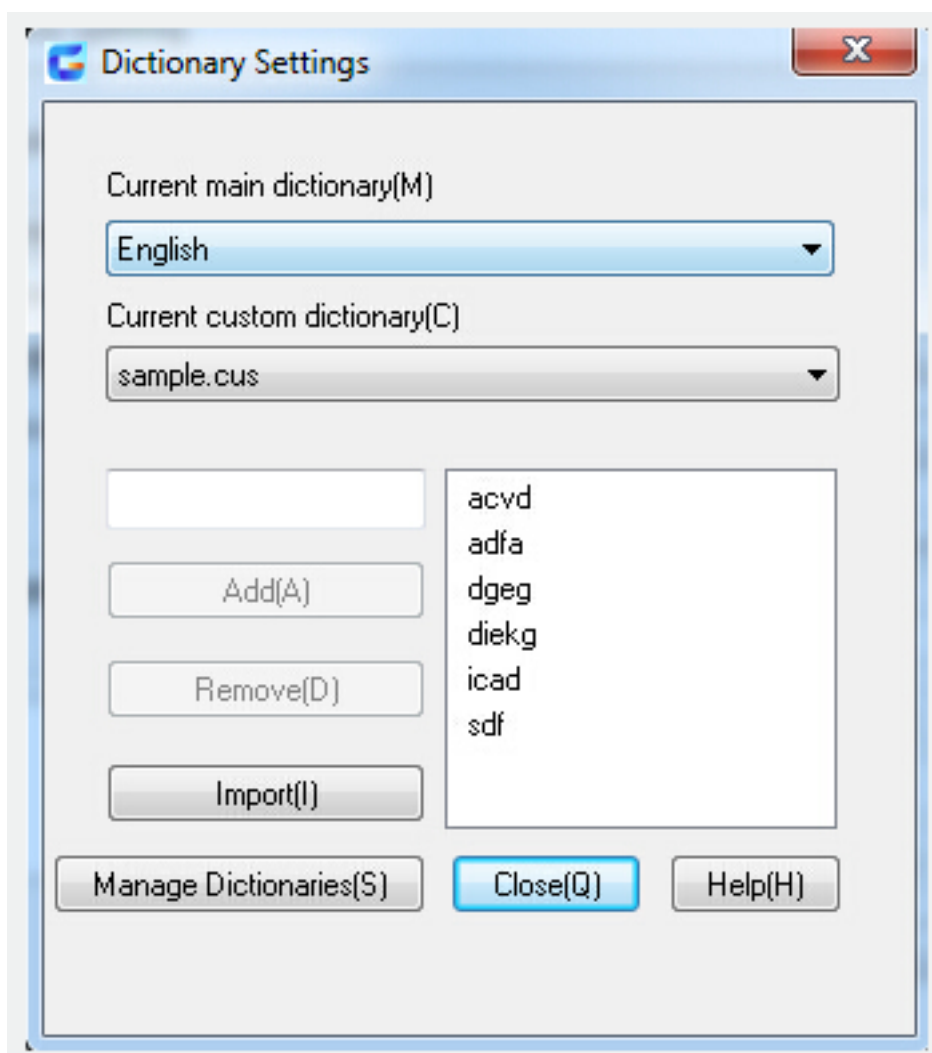 Dictionary Settings
Current main dictionary(M)
English
Current custom dictionary(C)
sample.cus
acvd
adfa
dgeg
diekg
icad
sdf
Add(A)
Remove(D)
Import(I)
Manage Dictionaries(S) Close(Q) Help(H)